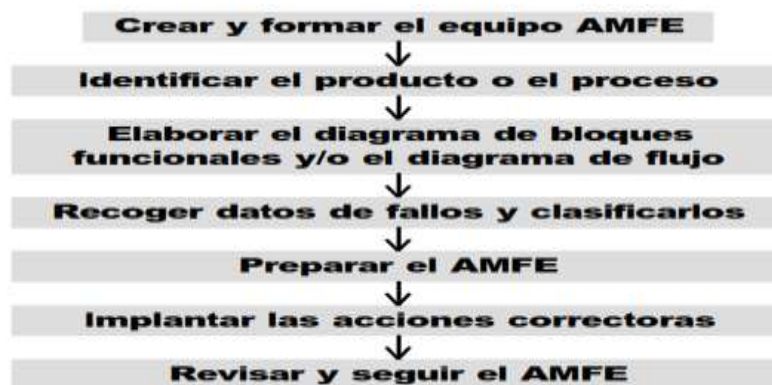 Crear y formar el equipo AMFE
Identificar el producto o el proceso
Elaborar el diagrama de bloques
funcionales y/o el diagrama de flujo
Recoger datos de fallos y clasificarlos
Preparar el AMFE
Implantar las acciones correctoras
Revisar y seguir el AMFE